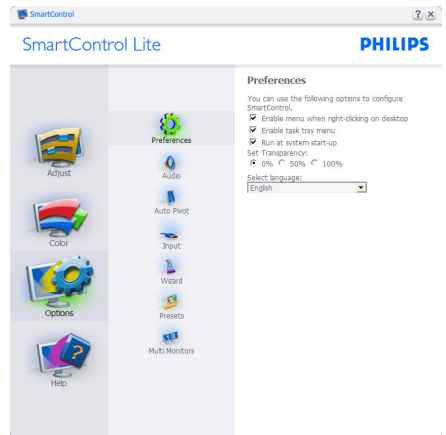 SmartControl
SmartControl Lite
PHILIPS
Adjust
Color
Options
Help
Preferences
Audio
Auto Pivot
Input
Wizard
Presets
Multi Monitors
Preferences
You can use the following options to configure
SmartControl.
Enable menu when right-clicking on desktop
Enable task tray menu
Run at system start-up
Set Transparency:
0% 50% 100%
Select language:
English